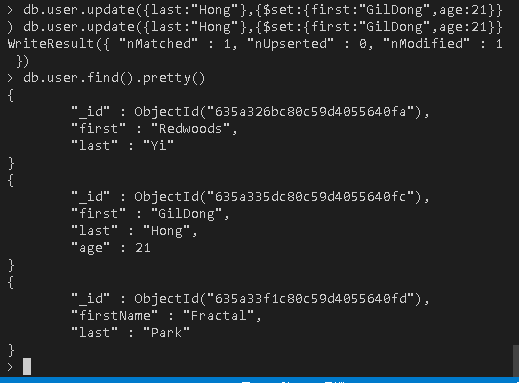 > db.user.update({last:"Hong"},{$set:{first:"GilDong",age:21}}
) db.user.update({last:"Hong"},{$set:{first:"GilDong",age:21}}
WriteResult({ "nMatched" : 1, "nUpserted" : 0, "nModified" : 1
 })
> db.user.find().pretty()
{
        "_id" : ObjectId("635a326bc80c59d4055640fa"),
        "first" : "Redwoods",
        "last" : "Yi"
}
{
        "_id" : ObjectId("635a335dc80c59d4055640fc"),
        "first" : "GilDong",
        "last" : "Hong",
        "age" : 21
}
{
        "_id" : ObjectId("635a33f1c80c59d4055640fd"),
        "firstName" : "Fractal",
        "last" : "Park"
}
>